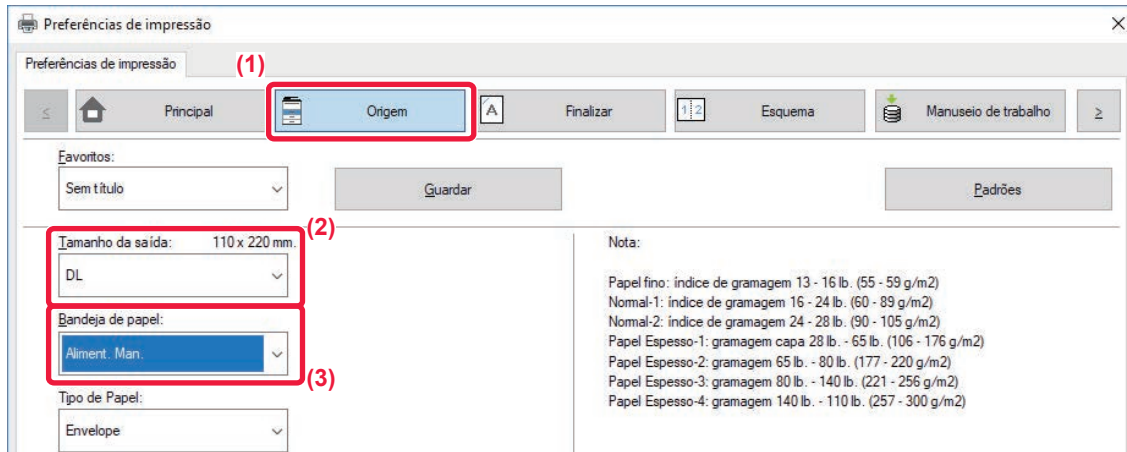 Preferências de impressão
Preferências de impressão
(1)
<
Principal
Origem
A
Finalizar
1 2
Esquema
Manuseio de trabalho
>
Favoritos:
Sem título
Guardar
Padrões
Tamanho da saída: 110 x 220 mm.
(2)
DL
Bandeja de papel:
Aliment. Man.
(3)
Tipo de Papel:
Envelope
Nota:
Papel fino: índice de gramagem 13 - 16 lb. (55 - 59 g/m2)
Normal-1: índice de gramagem 16 - 24 lb. (60 - 89 g/m2)
Normal-2: índice de gramagem 24 - 28 lb. (90 - 105 g/m2)
Papel Espesso-1: gramagem capa 28 lb. - 65 lb. (106 - 176 g/m2)
Papel Espesso-2: gramagem 65 lb. - 80 lb. (177 - 220 g/m2)
Papel Espesso-3: gramagem 80 lb. - 140 lb. (221 - 256 g/m2)
Papel Espesso-4: gramagem 140 lb. - 110 lb. (257 - 300 g/m2)